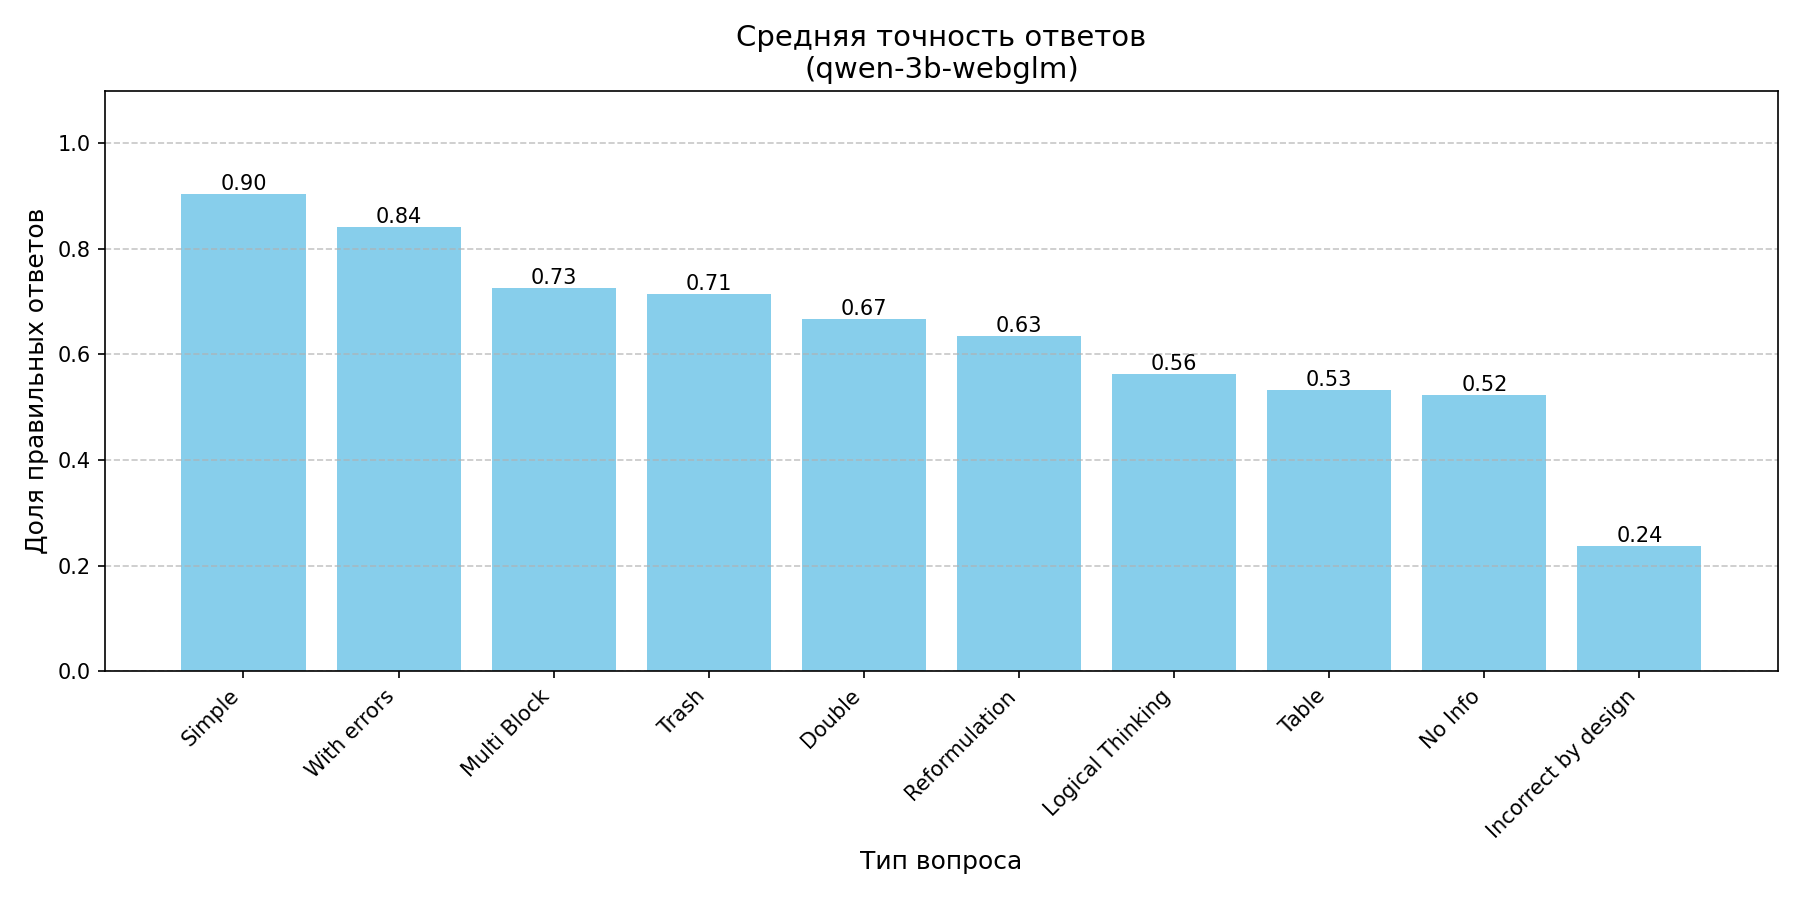 Средняя точность ответов
(qwen-3b-webglm)
Доля правильных ответов
1.0
0.8
0.6
0.4
0.2
0.0
0.90
0.84
0.73
0.71
0.67
0.63
0.56
0.53
0.52
0.24
Simple
With errors
Multi Block
Trash
Double
Reformulation
Logical Thinking
Table
No Info
Incorrect by design
Тип вопроса